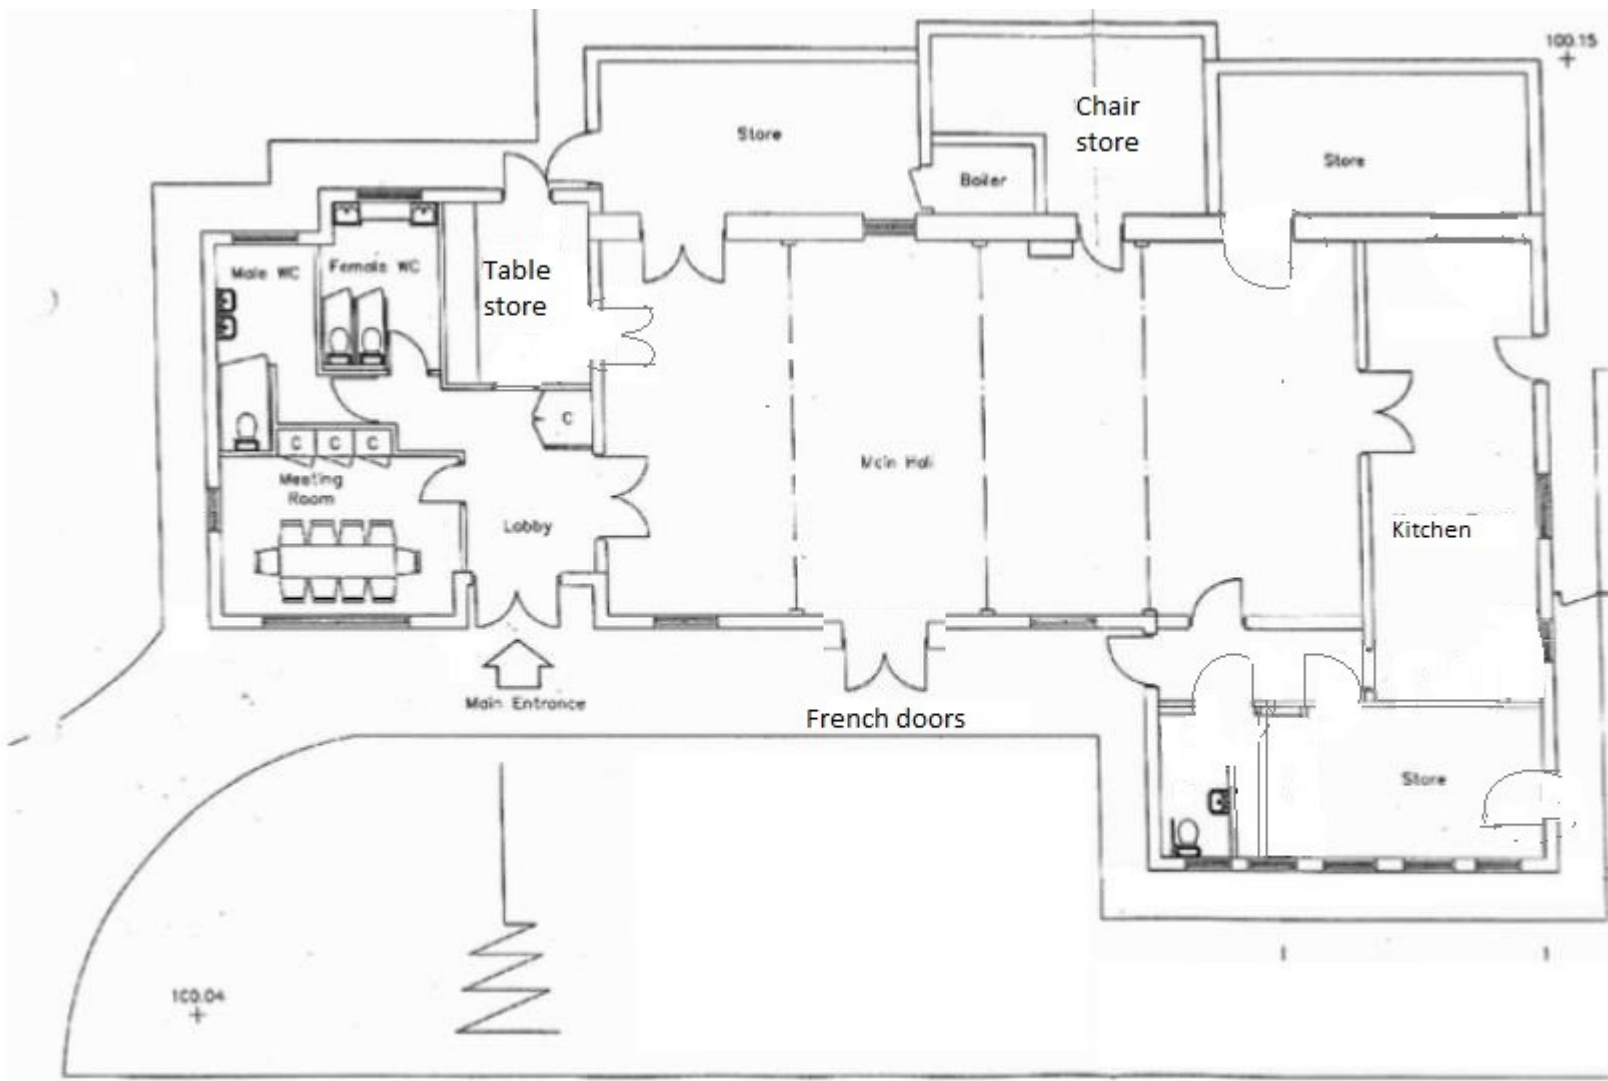 100.15
Chair
store
Store
Store
Boiler
Male WC
Female WC
Table
store
C
C
C
C
Meeting
Room
Main Hall
Lobby
Kitchen
Main Entrance
French doors
Store
100.04